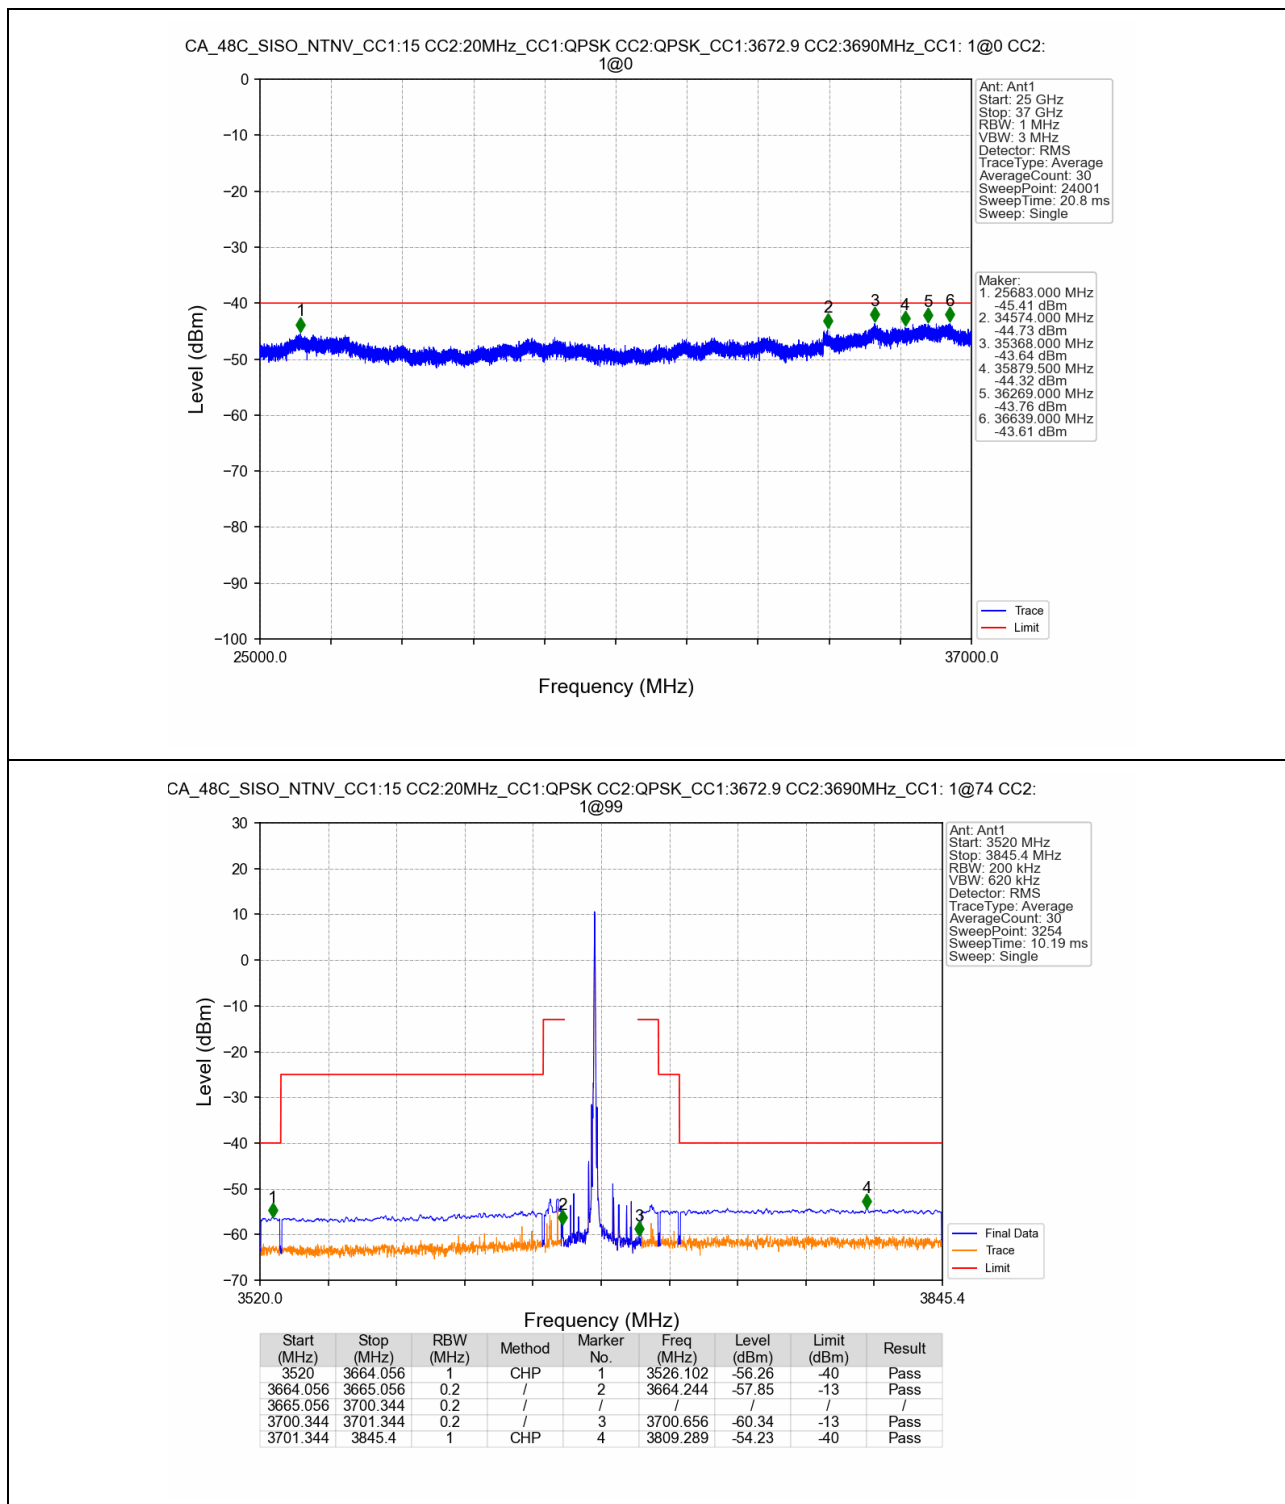 CA_48C_SISO_NTNV_CC1:15 CC2:20MHz_CC1:QPSK CC2:QPSK_CC1:3672.9 CC2:3690MHz_CC1: 1@0 CC2:
1@0
Ant: Ant1
Start: 25 GHz
Stop: 37 GHz
RBW: 1 MHz
VBW: 3 MHz
Detector: RMS
TraceType: Average
AverageCount: 30
SweepPoint: 24001
SweepTime: 20.8 ms
Sweep: Single
Maker:
1. 25683.000 MHz
-45.41 dBm
2. 34574.000 MHz
-44.73 dBm
3. 35368.000 MHz
-43.64 dBm
4. 35879.500 MHz
-44.32 dBm
5. 36269.000 MHz
-43.76 dBm
6. 36639.000 MHz
-43.61 dBm
Level (dBm)
0
−10
−20
−30
−40
−50
−60
−70
−80
−90
−100
1 2 3 4 5 6
Trace
Limit
25000.0 37000.0
Frequency (MHz)
CA_48C_SISO_NTNV_CC1:15 CC2:20MHz_CC1:QPSK CC2:QPSK_CC1:3672.9 CC2:3690MHz_CC1: 1@74 CC2:
1@99
Ant: Ant1
Start: 3520 MHz
Stop: 3845.4 MHz
RBW: 200 kHz
VBW: 620 kHz
Detector: RMS
TraceType: Average
AverageCount: 30
SweepPoint: 3254
SweepTime: 10.19 ms
Sweep: Single
Level (dBm)
30
20
10
0
−10
−20
−30
−40
−50
−60
−70
1 2 3 4
Final Data
Trace
Limit
3520.0 3845.4
Frequency (MHz)
Start (MHz) Stop (MHz) RBW (MHz) Method Marker No. Freq (MHz) Level (dBm) Limit (dBm) Result
3520 3664.056 1 CHP 1 3526.102 -56.26 -40 Pass
3664.056 3665.056 0.2 / 2 3664.244 -57.85 -13 Pass
3665.056 3700.344 0.2 / / / / / /
3700.344 3701.344 0.2 / 3 3700.656 -60.34 -13 Pass
3701.344 3845.4 1 CHP 4 3809.289 -54.23 -40 Pass